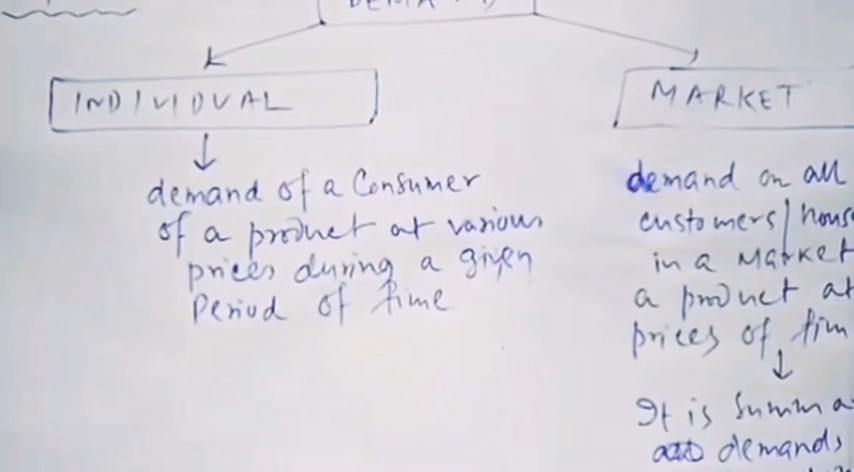 INDIVIDUAL
demand of a Consumer
of a product at various
prices during a given
Period of time
MARKET
demand on all
customers/
in a Market
a product at
prices of
It is
demands